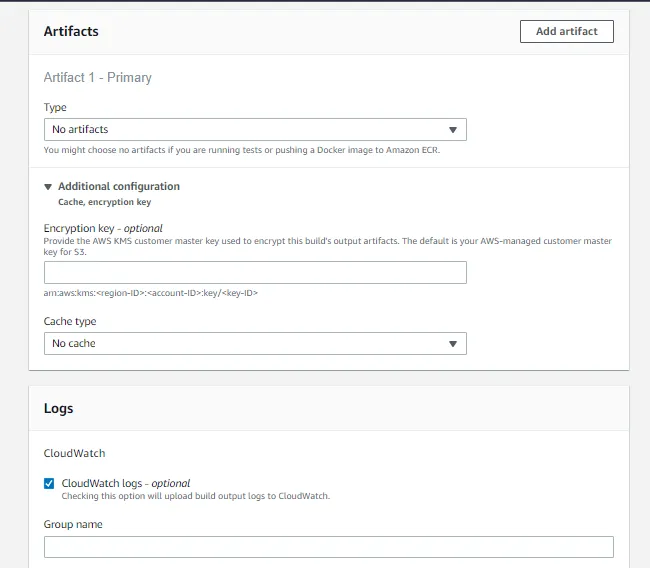 Artifacts
Add artifact
Artifact 1 - Primary
Type
No artifacts
You might choose no artifacts if you are running tests or pushing a Docker image to Amazon ECR.
Additional configuration
Cache, encryption key
Encryption key - optional
Provide the AWS KMS customer master key used to encrypt this build's output artifacts. The default is your AWS-managed customer master
key for S3.
arn:aws:kms:<region-ID>:<account-ID>:key/<key-ID>
Cache type
No cache
Logs
CloudWatch
CloudWatch logs - optional
Checking this option will upload build output logs to CloudWatch.
Group name